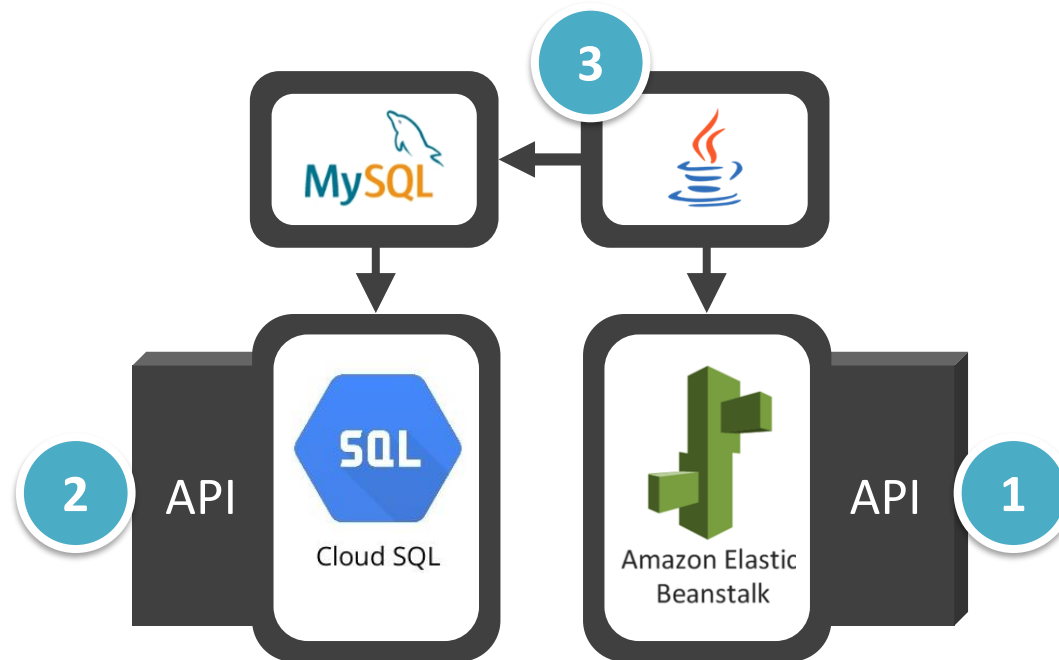 3
MySQL
SQL
Cloud SQL
2
API
Amazon Elastic
Beanstalk
API
1